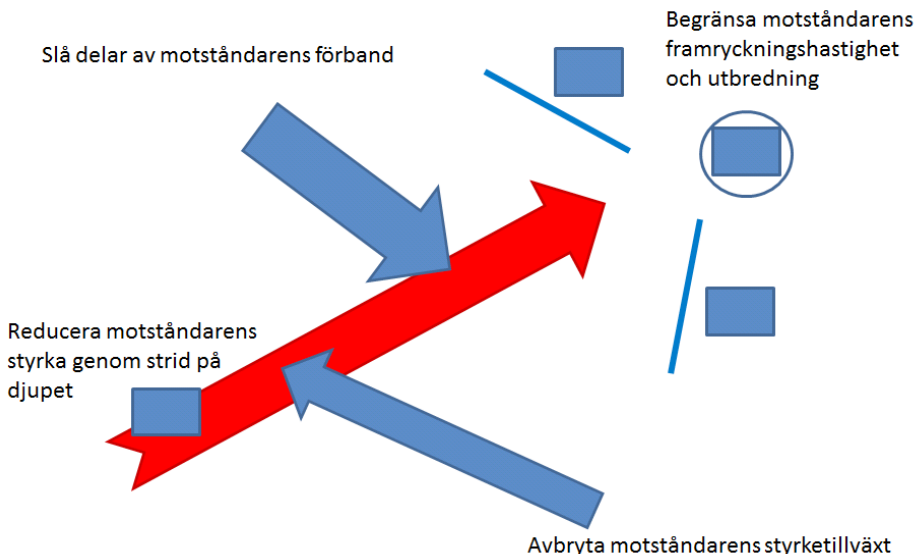 Slå delar av motståndarens förband
Begränsa motståndarens
framryckningshastighet
och utbredning
Reducera motståndarens
styrka genom strid på
djupet
Avbryta motståndarens styrketillväxt